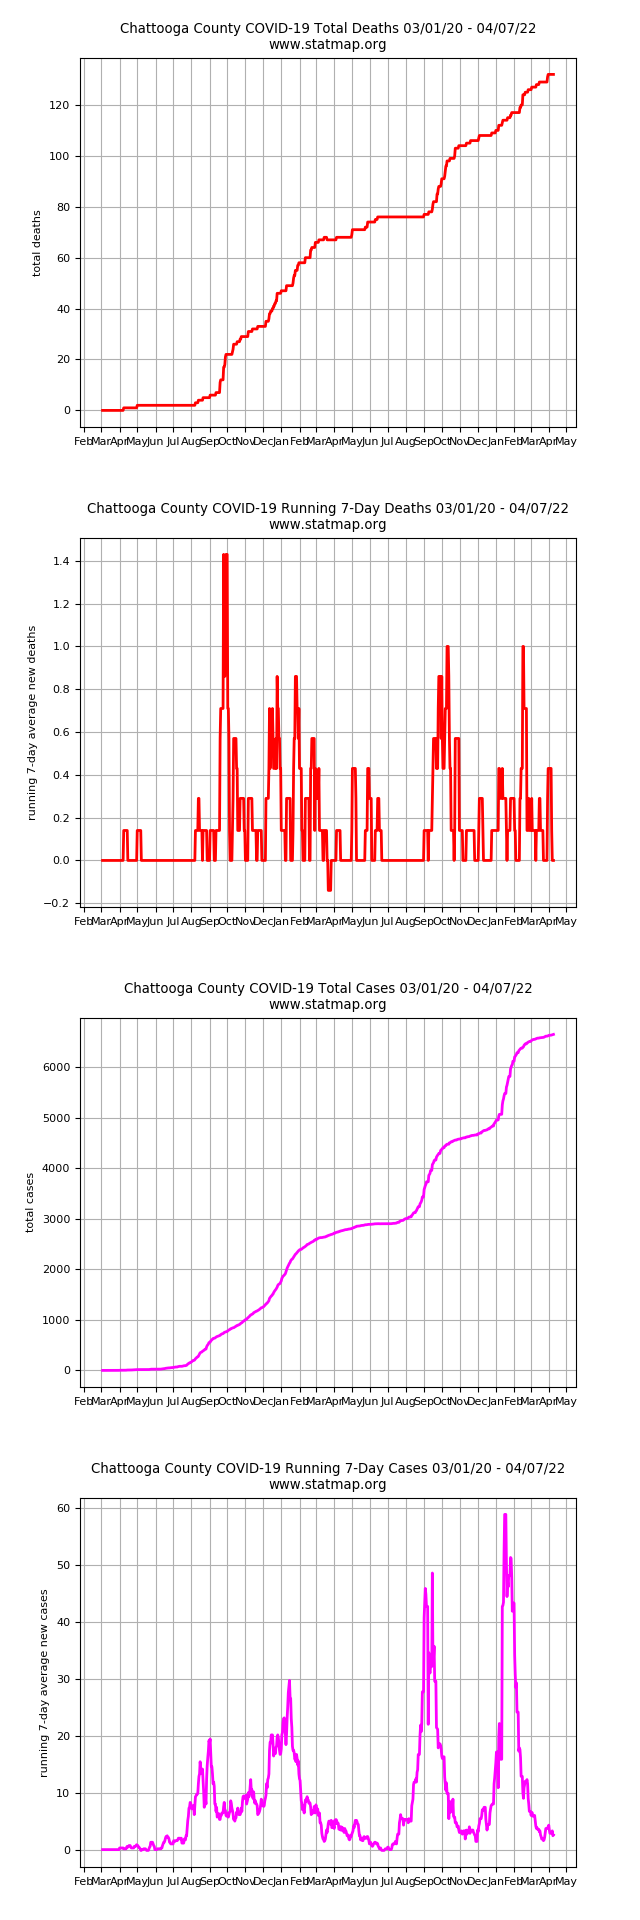 Chattooga County COVID-19 Total Deaths 03/01/20 - 04/07/22
www.statmap.org
total deaths
120
100
80
60
40
20
0
Feb Mar Apr May Jun Jul Aug Sep Oct Nov Dec Jan Feb Mar Apr May Jun Jul Aug Sep Oct Nov Dec Jan Feb Mar Apr May
Chattooga County COVID-19 Running 7-Day Deaths 03/01/20 - 04/07/22
www.statmap.org
running 7-day average new deaths
1.4
1.2
1.0
0.8
0.6
0.4
0.2
0.0
−0.2
Feb Mar Apr May Jun Jul Aug Sep Oct Nov Dec Jan Feb Mar Apr May Jun Jul Aug Sep Oct Nov Dec Jan Feb Mar Apr May
Chattooga County COVID-19 Total Cases 03/01/20 - 04/07/22
www.statmap.org
total cases
6000
5000
4000
3000
2000
1000
0
Feb Mar Apr May Jun Jul Aug Sep Oct Nov Dec Jan Feb Mar Apr May Jun Jul Aug Sep Oct Nov Dec Jan Feb Mar Apr May
Chattooga County COVID-19 Running 7-Day Cases 03/01/20 - 04/07/22
www.statmap.org
running 7-day average new cases
60
50
40
30
20
10
0
Feb Mar Apr May Jun Jul Aug Sep Oct Nov Dec Jan Feb Mar Apr May Jun Jul Aug Sep Oct Nov Dec Jan Feb Mar Apr May